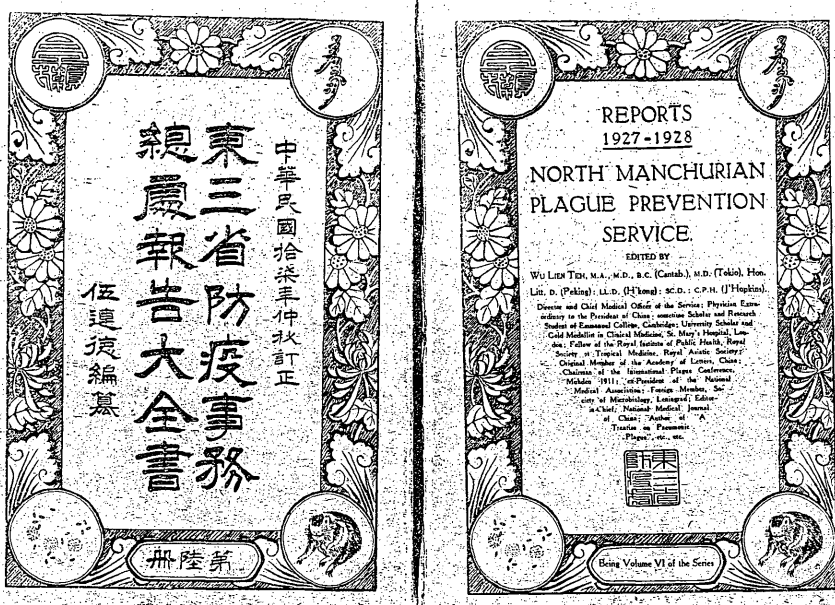 中華民國拾柒年仲秋訂正
東三省防疫事務
總處報告大全書
伍連德編纂
第陸冊
REPORTS
1927-1928
NORTH MANCHURIAN
PLAGUE PREVENTION
SERVICE.
EDITED BY
WU LIEN TEH, M.A., M.D., B.C. (Cantab.), M.D. (Tokio), Hon.
Litt. D. (Peking); LL.D. (H'kong); SC.D.; C.P.H. (J'Hopkins).
Director and Chief Medical Officer of the Service; Physician Extra-
ordinary to the President of China; sometime Scholar and Research
Student of Emmanuel College, Cambridge; University Scholar and
Gold Medallist in Clinical Medicine, St. Mary's Hospital, Lon-
don; Fellow of the Royal Institute of Public Health, Royal
Society of Tropical Medicine, Royal Asiatic Society;
Original Member of the Academy of Letters, China;
Chairman of the International Plague Conference,
Mukden 1911; ex-President of the National
Medical Association; Foreign Member, So-
ciety of Microbiology, Leningrad; Editor-
in-Chief, National Medical Journal
of China; Author of "A
Treatise on Pneumonic
Plague", etc., etc.
Being Volume VI of the Series